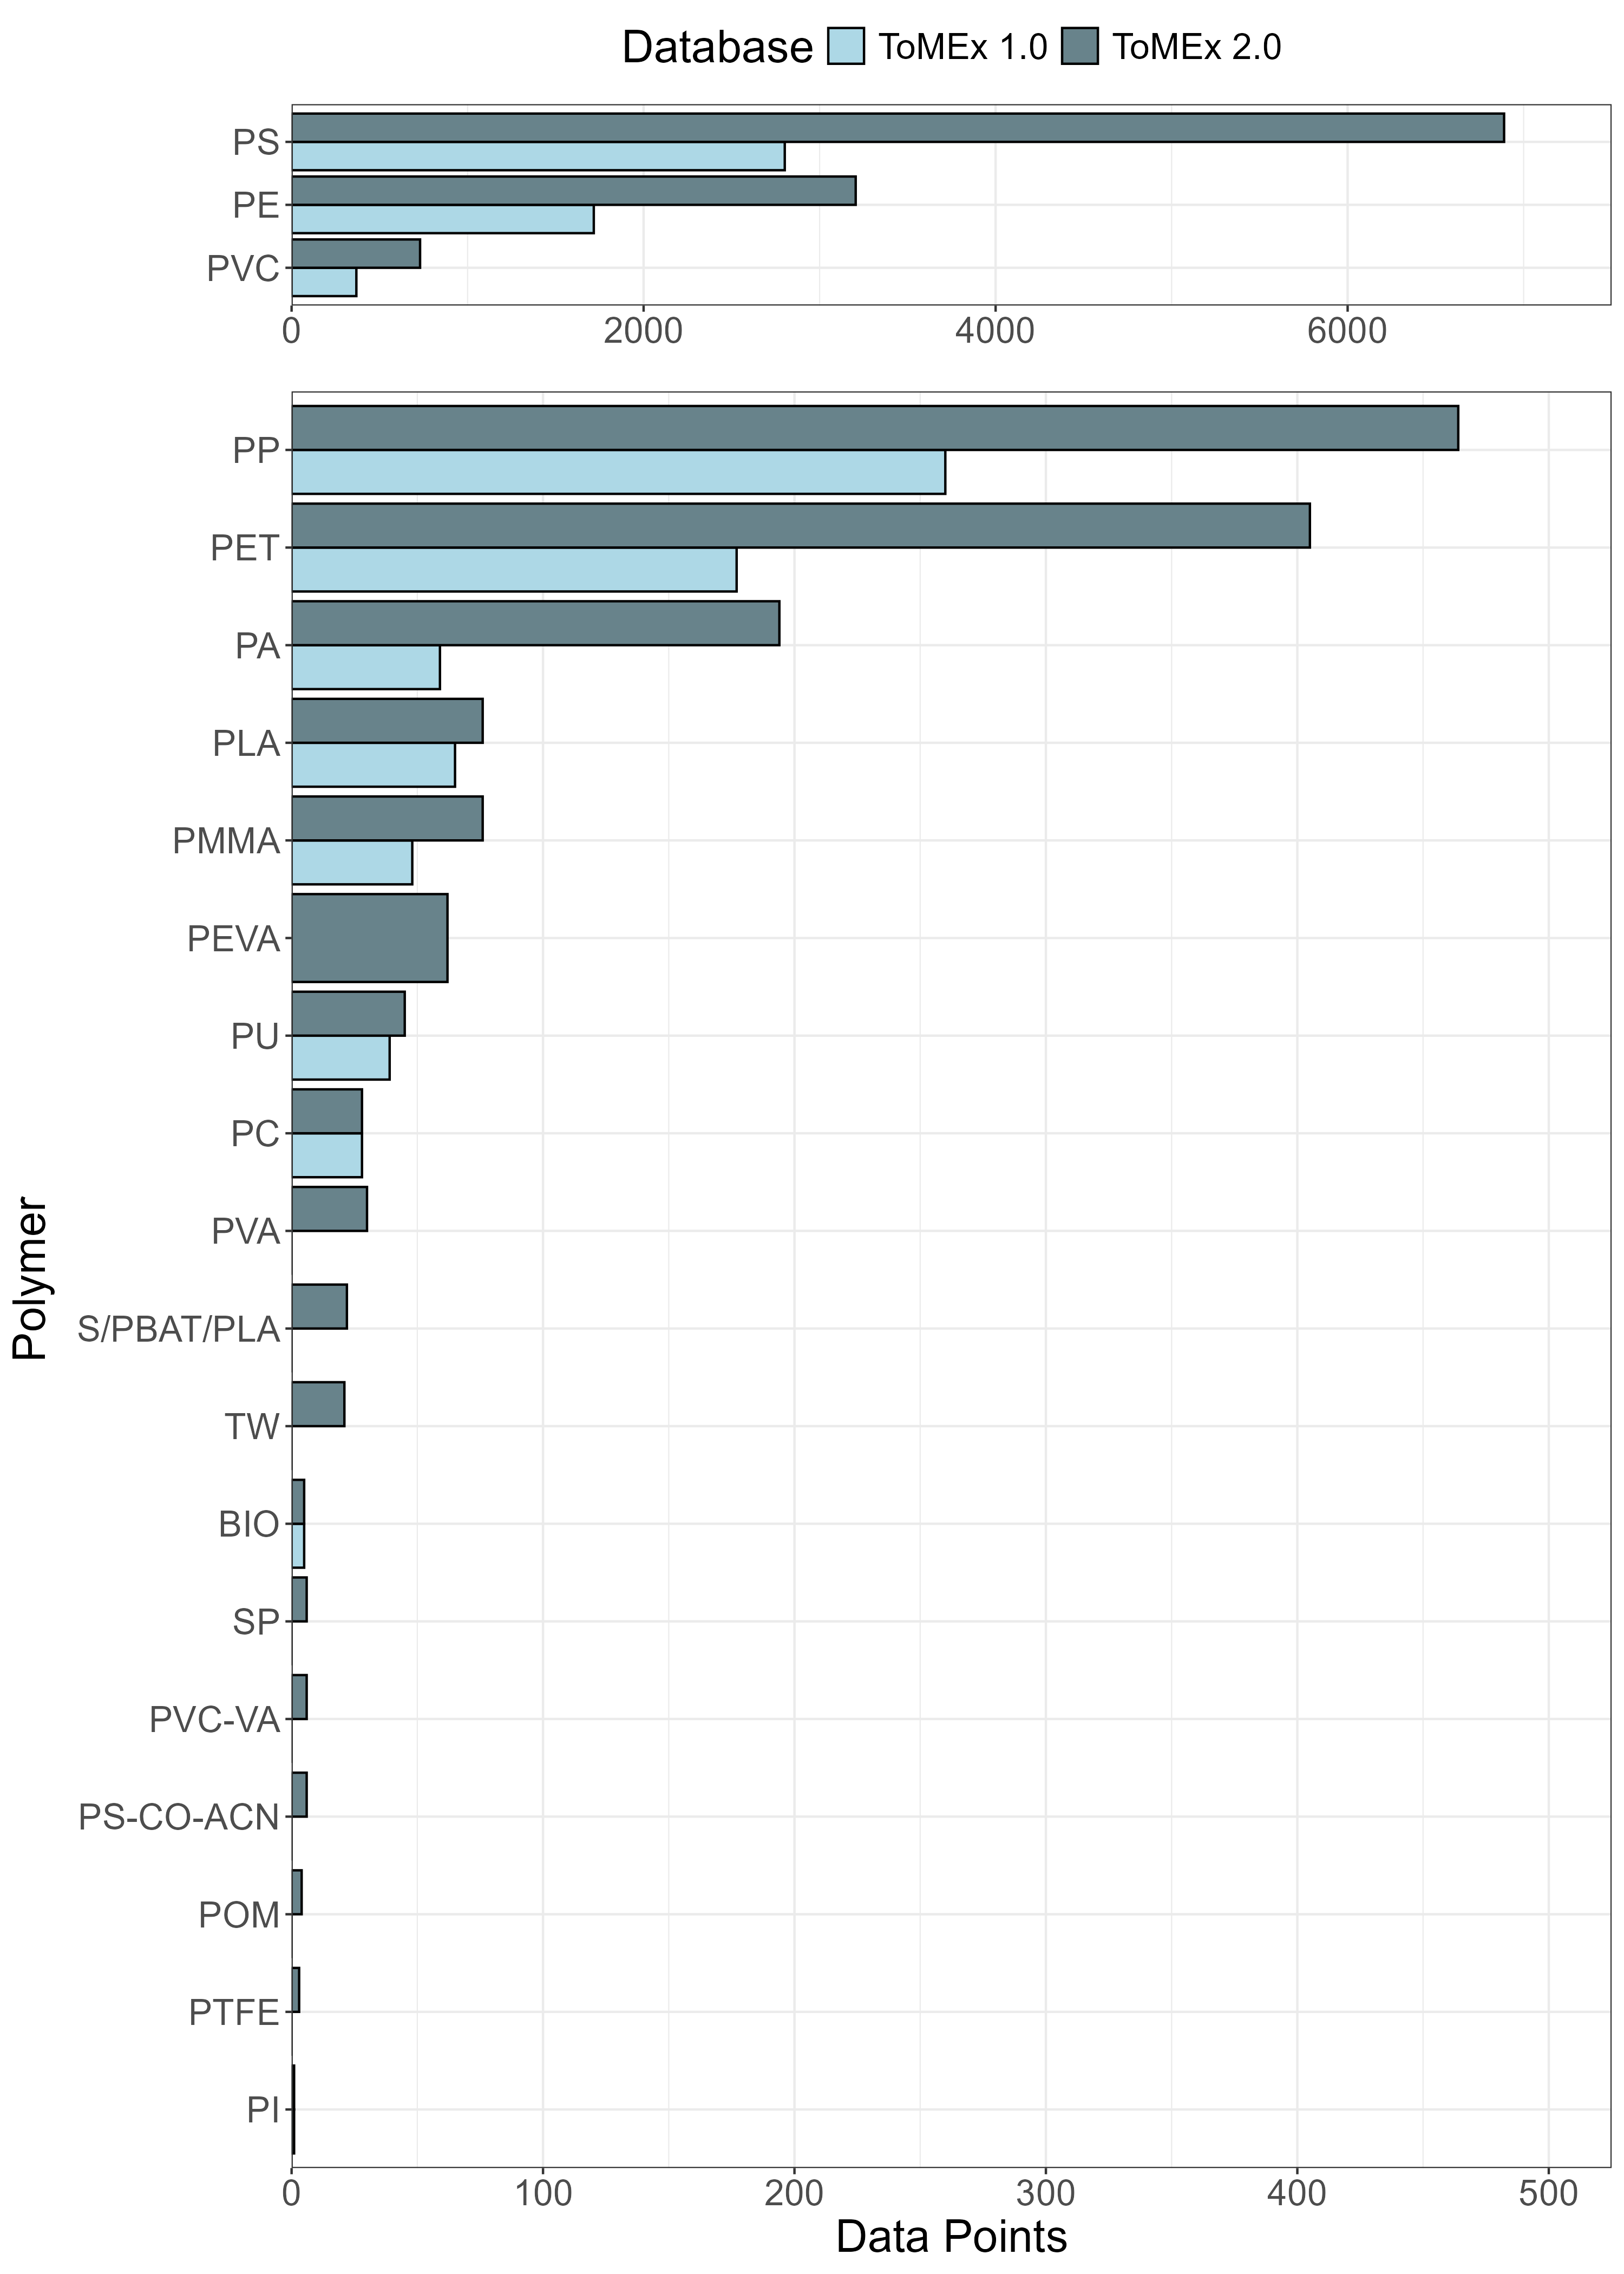 Database ToMEx 1.0 ToMEx 2.0
PS
PE
PVC
0 2000 4000 6000
PP
PET
PA
PLA
PMMA
PEVA
PU
PC
PVA
S/PBAT/PLA
TW
BIO
SP
PVC-VA
PS-CO-ACN
POM
PTFE
PI
Polymer
0 100 200 300 400 500
Data Points